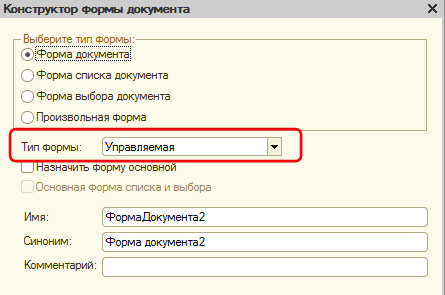 Конструктор формы документа
Выберите тип формы:
Форма документа
Форма списка документа
Форма выбора документа
Произвольная форма
Тип формы: Управляемая
Назначить форму основной
Основная форма списка и выбора
Имя: ФормаДокумента2
Синоним: Форма документа2
Комментарий: